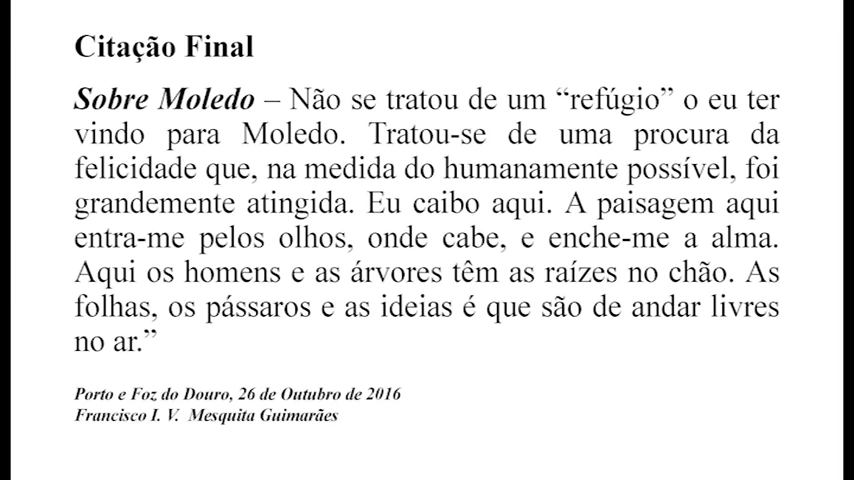 Citação Final
Sobre Moledo – Não se tratou de um “refúgio” o eu ter
vindo para Moledo. Tratou-se de uma procura da
felicidade que, na medida do humanamente possível, foi
grandemente atingida. Eu caibo aqui. A paisagem aqui
entra-me pelos olhos, onde cabe, e enche-me a alma.
Aqui os homens e as árvores têm as raízes no chão. As
folhas, os pássaros e as ideias é que são de andar livres
no ar.”
Porto e Foz do Douro, 26 de Outubro de 2016
Francisco I. V. Mesquita Guimarães